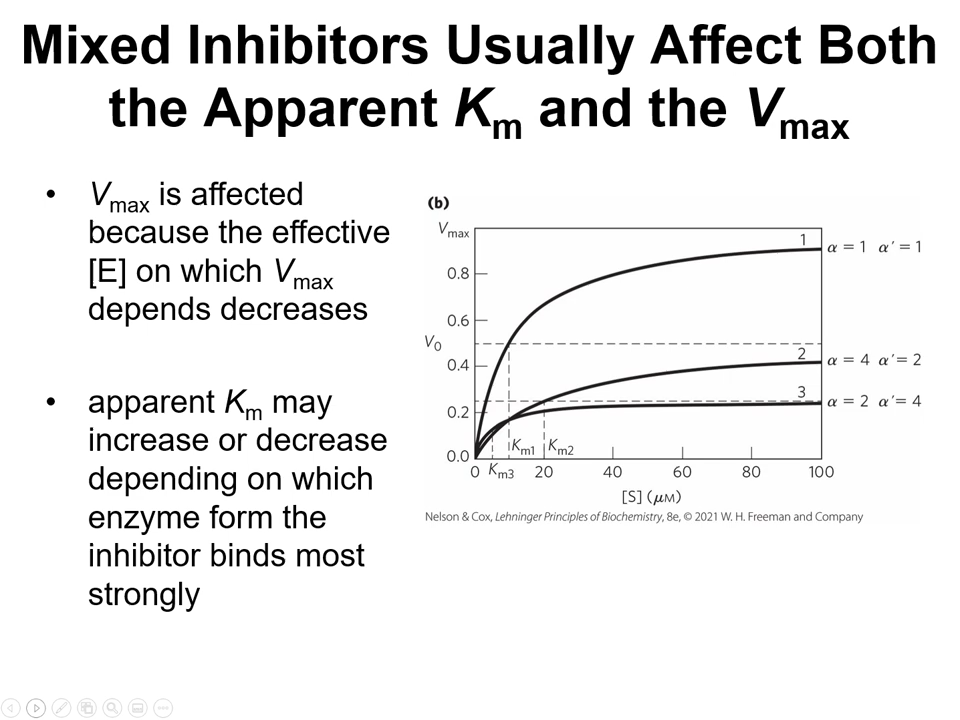 Mixed Inhibitors Usually Affect Both
the Apparent Km and the Vmax
• Vmax is affected
because the effective
[E] on which Vmax
depends decreases
• apparent Km may
increase or decrease
depending on which
enzyme form the
inhibitor binds most
strongly
(b)
Vmax
1 α = 1 α′ = 1
0.8
0.6
V0
2 α = 4 α′ = 2
0.4
3 α = 2 α′ = 4
0.2
Km1 Km2
0.0
0 Km3 20 40 60 80 100
[S] (μM)
Nelson & Cox, Lehninger Principles of Biochemistry, 8e, © 2021 W. H. Freeman and Company